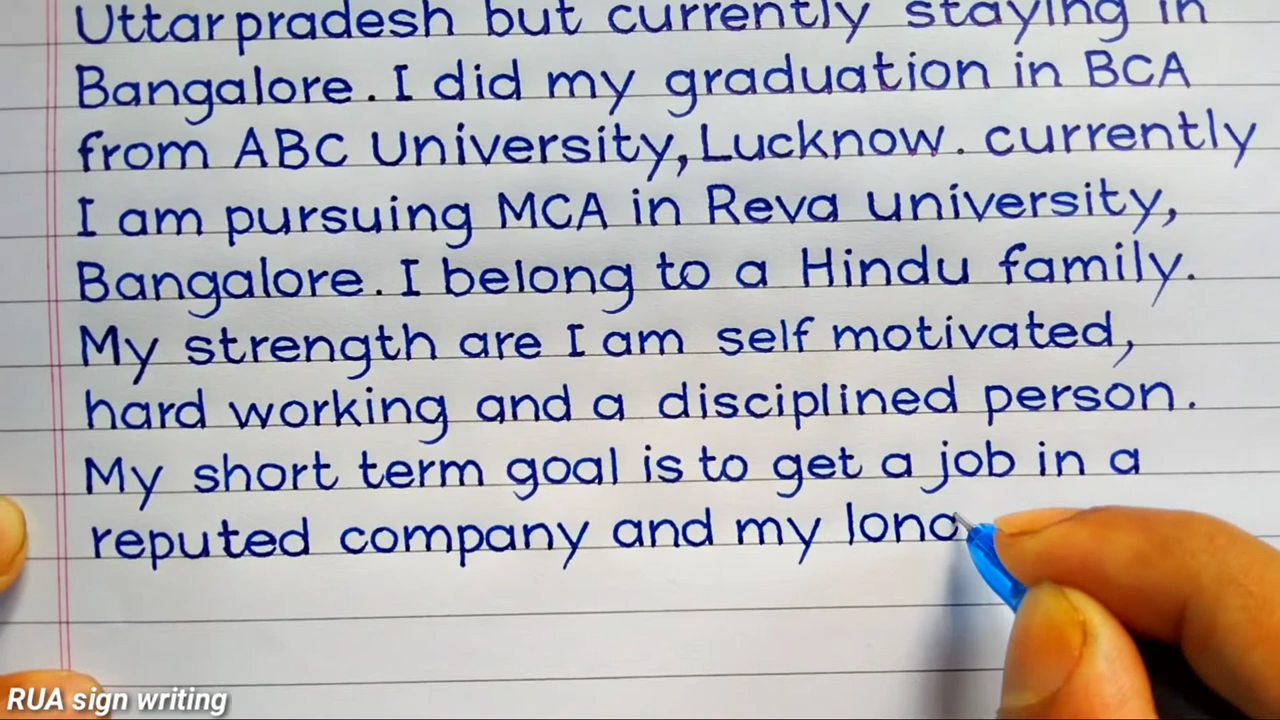 Uttar pradesh but currently staying in
Bangalore. I did my graduation in BCA
from ABC University, Lucknow. currently
I am pursuing MCA in Reva university,
Bangalore. I belong to a Hindu family.
My strength are I am self motivated,
hard working and a disciplined person.
My short term goal is to get a job in a
reputed company and my
RUA sign writing